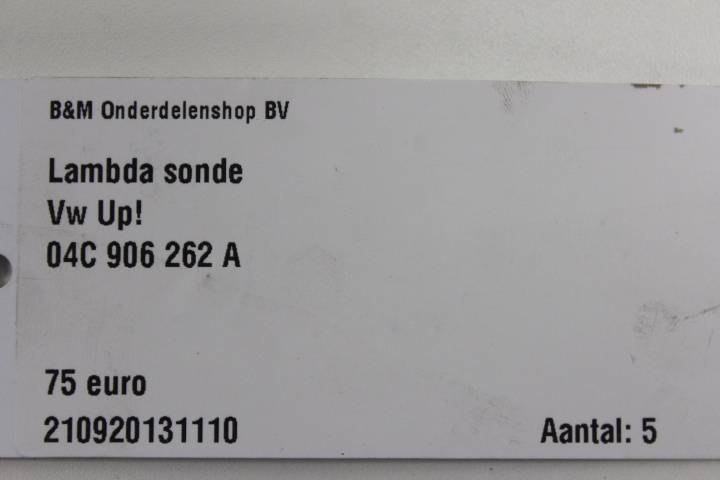 B&M Onderdelenshop BV
Lambda sonde
Vw Up!
04C 906 262 A
75 euro
210920131110 Aantal: 5